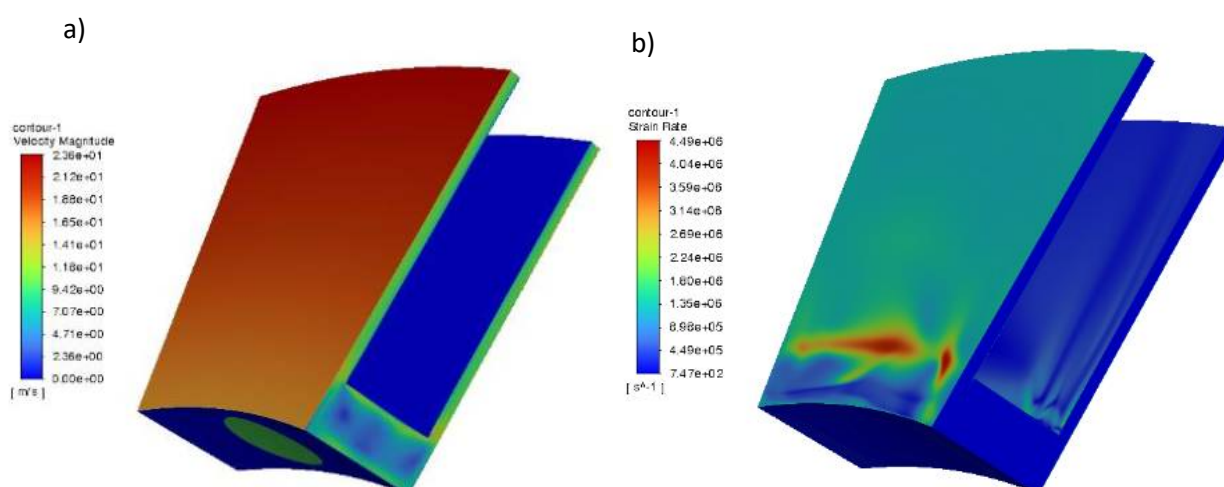 a)
contour-1
Velocity Magnitude
2.36e+01
2.12e+01
1.88e+01
1.65e+01
1.41e+01
1.18e+01
9.42e+00
7.07e+00
4.71e+00
2.36e+00
0.00e+00
[ m/s ]
b)
contour-1
Strain Rate
4.49e+06
4.04e+06
3.59e+06
3.14e+06
2.69e+06
2.24e+06
1.80e+06
1.35e+06
8.98e+05
4.49e+05
7.47e+02
[ s^-1 ]